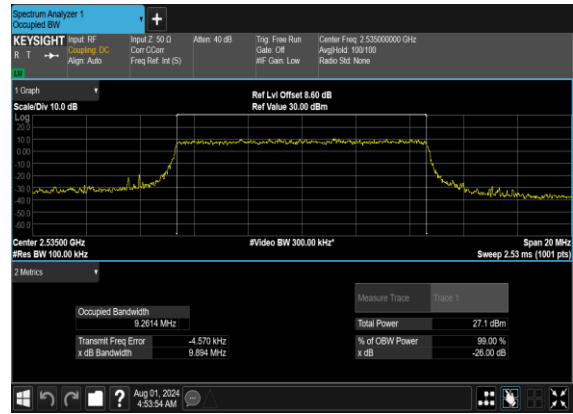 Spectrum Analyzer 1
Occupied BW
+
KEYSIGHT Input: RF Input Z: 50 Ω Atten: 40 dB Trig: Free Run Center Freq: 2.535000000 GHz
R T Coupling: DC Corr CCorr Gate: Off Avg|Hold: 100/100
Align: Auto Freq Ref: Int (S) #IF Gain: Low Radio Std: None
LW
1 Graph
Ref Lvl Offset 8.60 dB
Scale/Div 10.0 dB Ref Value 30.00 dBm
Log
20.0
10.0
0.00
-10.0
-20.0
-30.0
-40.0
-50.0
-60.0
Center 2.53500 GHz #Video BW 300.00 kHz* Span 20 MHz
#Res BW 100.00 kHz Sweep 2.53 ms (1001 pts)
2 Metrics
Measure Trace Trace 1
Occupied Bandwidth
9.2614 MHz
Total Power 27.1 dBm
Transmit Freq Error -4.570 kHz % of OBW Power 99.00 %
x dB Bandwidth 9.894 MHz x dB -26.00 dB
?
Aug 01, 2024
4:53:54 AM